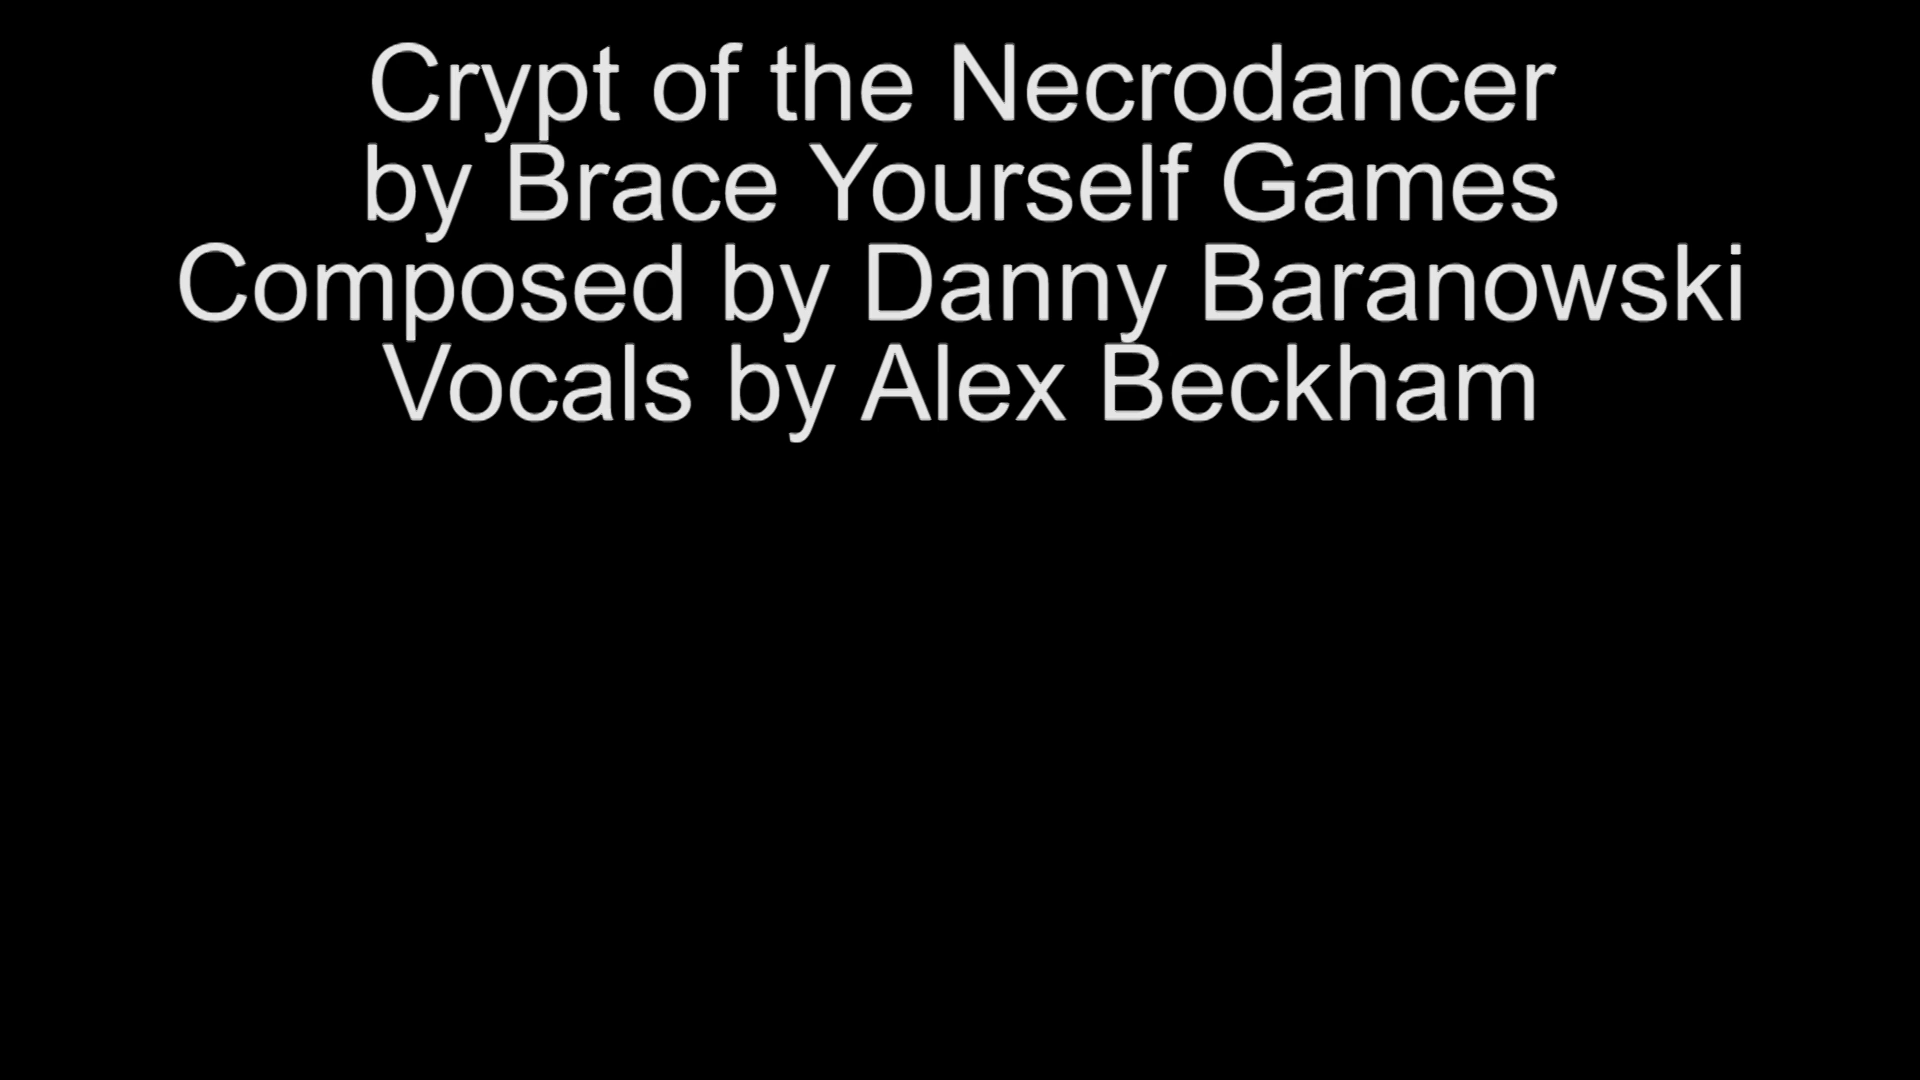 Crypt of the Necrodancer
by Brace Yourself Games
Composed by Danny Baranowski
Vocals by Alex Beckham